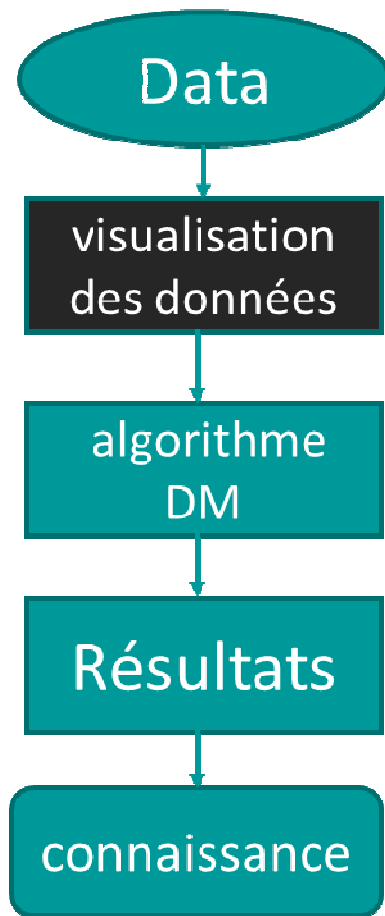 Data
visualisation
des données
algorithme
DM
Résultats
connaissance